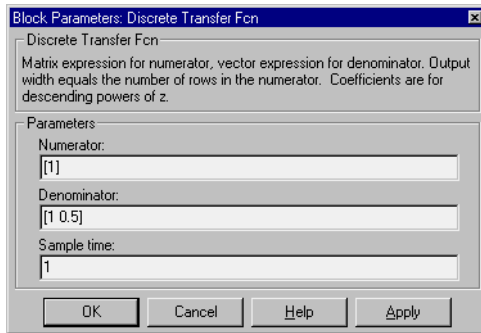 Block Parameters: Discrete Transfer Fcn
Discrete Transfer Fcn
Matrix expression for numerator, vector expression for denominator. Output
width equals the number of rows in the numerator.  Coefficients are for
descending powers of z.
Parameters
Numerator:
[1]
Denominator:
[1 0.5]
Sample time:
1
OK Cancel Help Apply